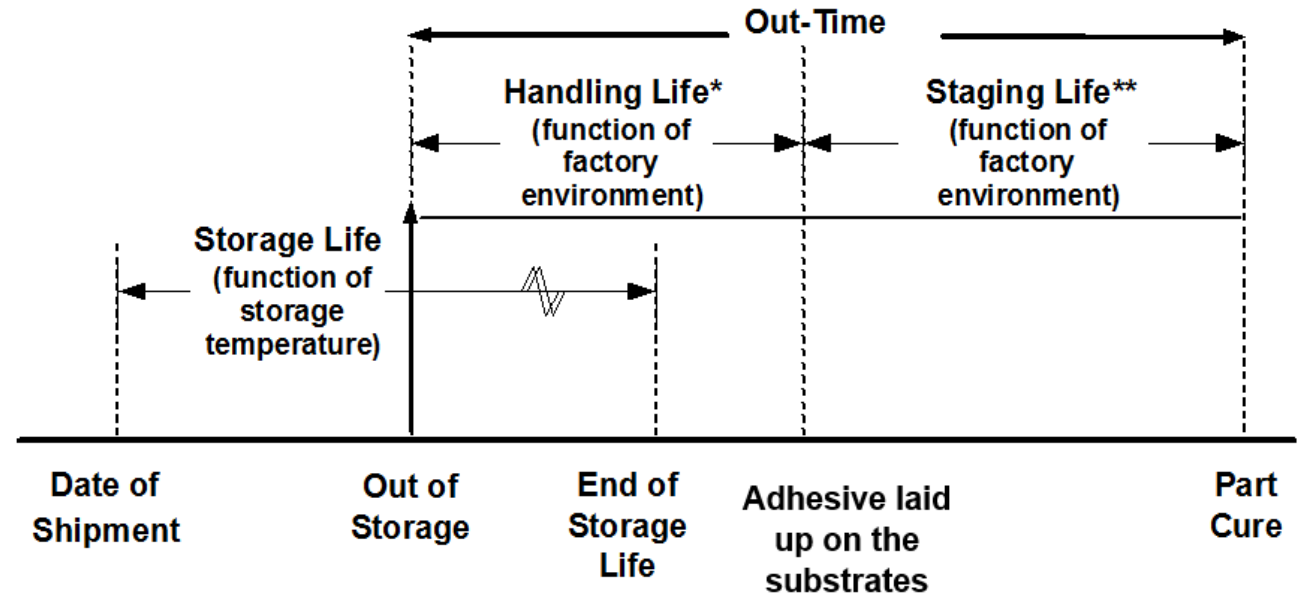 Out-Time
Handling Life*
(function of
factory
environment)
Staging Life**
(function of
factory
environment)
Storage Life
(function of
storage
temperature)
Date of
Shipment
Out of
Storage
End of
Storage
Life
Adhesive laid
up on the
substrates
Part
Cure